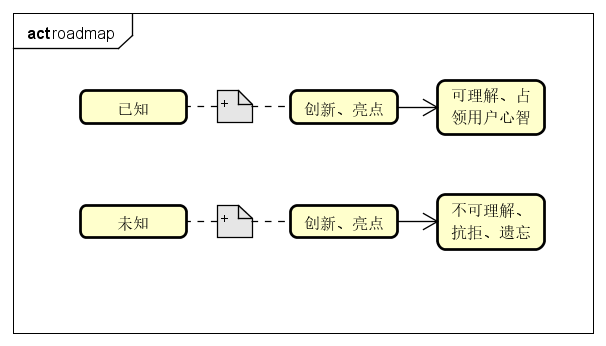 act roadmap
已知
+
创新、亮点
可理解、占
领用户心智
未知
+
创新、亮点
不可理解、
抗拒、遗忘